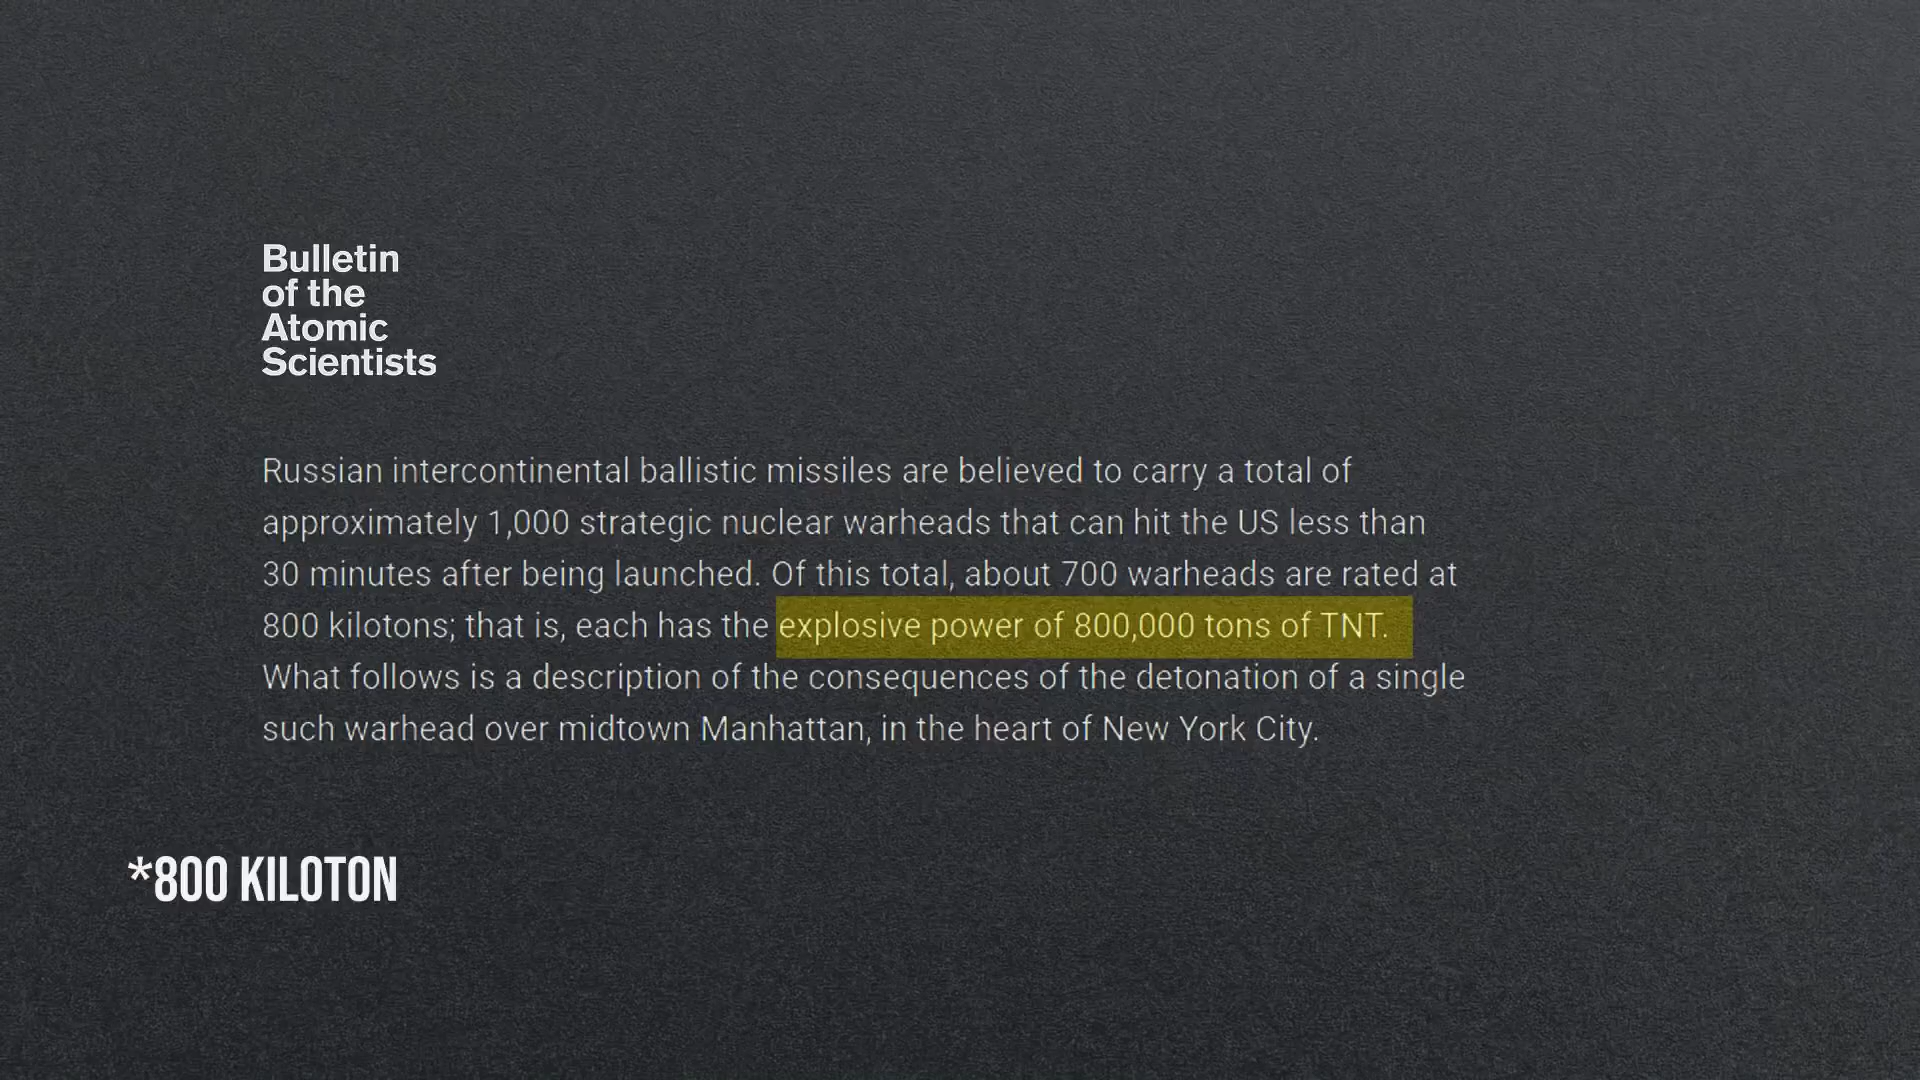 Bulletin
of the
Atomic
Scientists
Russian intercontinental ballistic missiles are believed to carry a total of
approximately 1,000 strategic nuclear warheads that can hit the US less than
30 minutes after being launched. Of this total, about 700 warheads are rated at
800 kilotons; that is, each has the explosive power of 800,000 tons of TNT.
What follows is a description of the consequences of the detonation of a single
such warhead over midtown Manhattan, in the heart of New York City.
*800 KILOTON